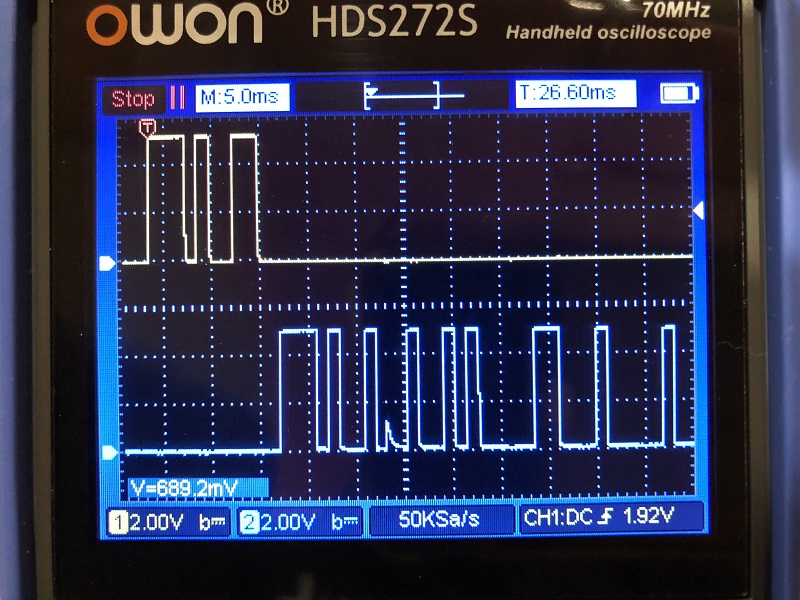 OWON® HDS272S 70MHz
Handheld oscilloscope
Stop M:5.0ms T:26.60ms
T
V=689.2mV
1 2.00V b 2 2.00V b 50KSa/s CH1:DC 1.92V